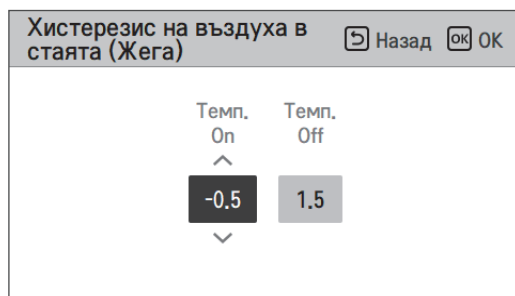 Хистерезис на въздуха в
стаята (Жега)
Назад
OK OK
Темп.
On
Темп.
Off
-0.5
1.5